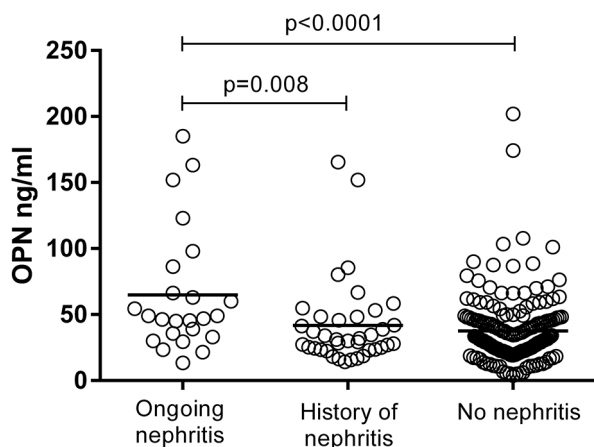 p<0.0001
p=0.008
OPN ng/ml
250
200
150
100
50
0
Ongoing
nephritis
History of
nephritis
No nephritis